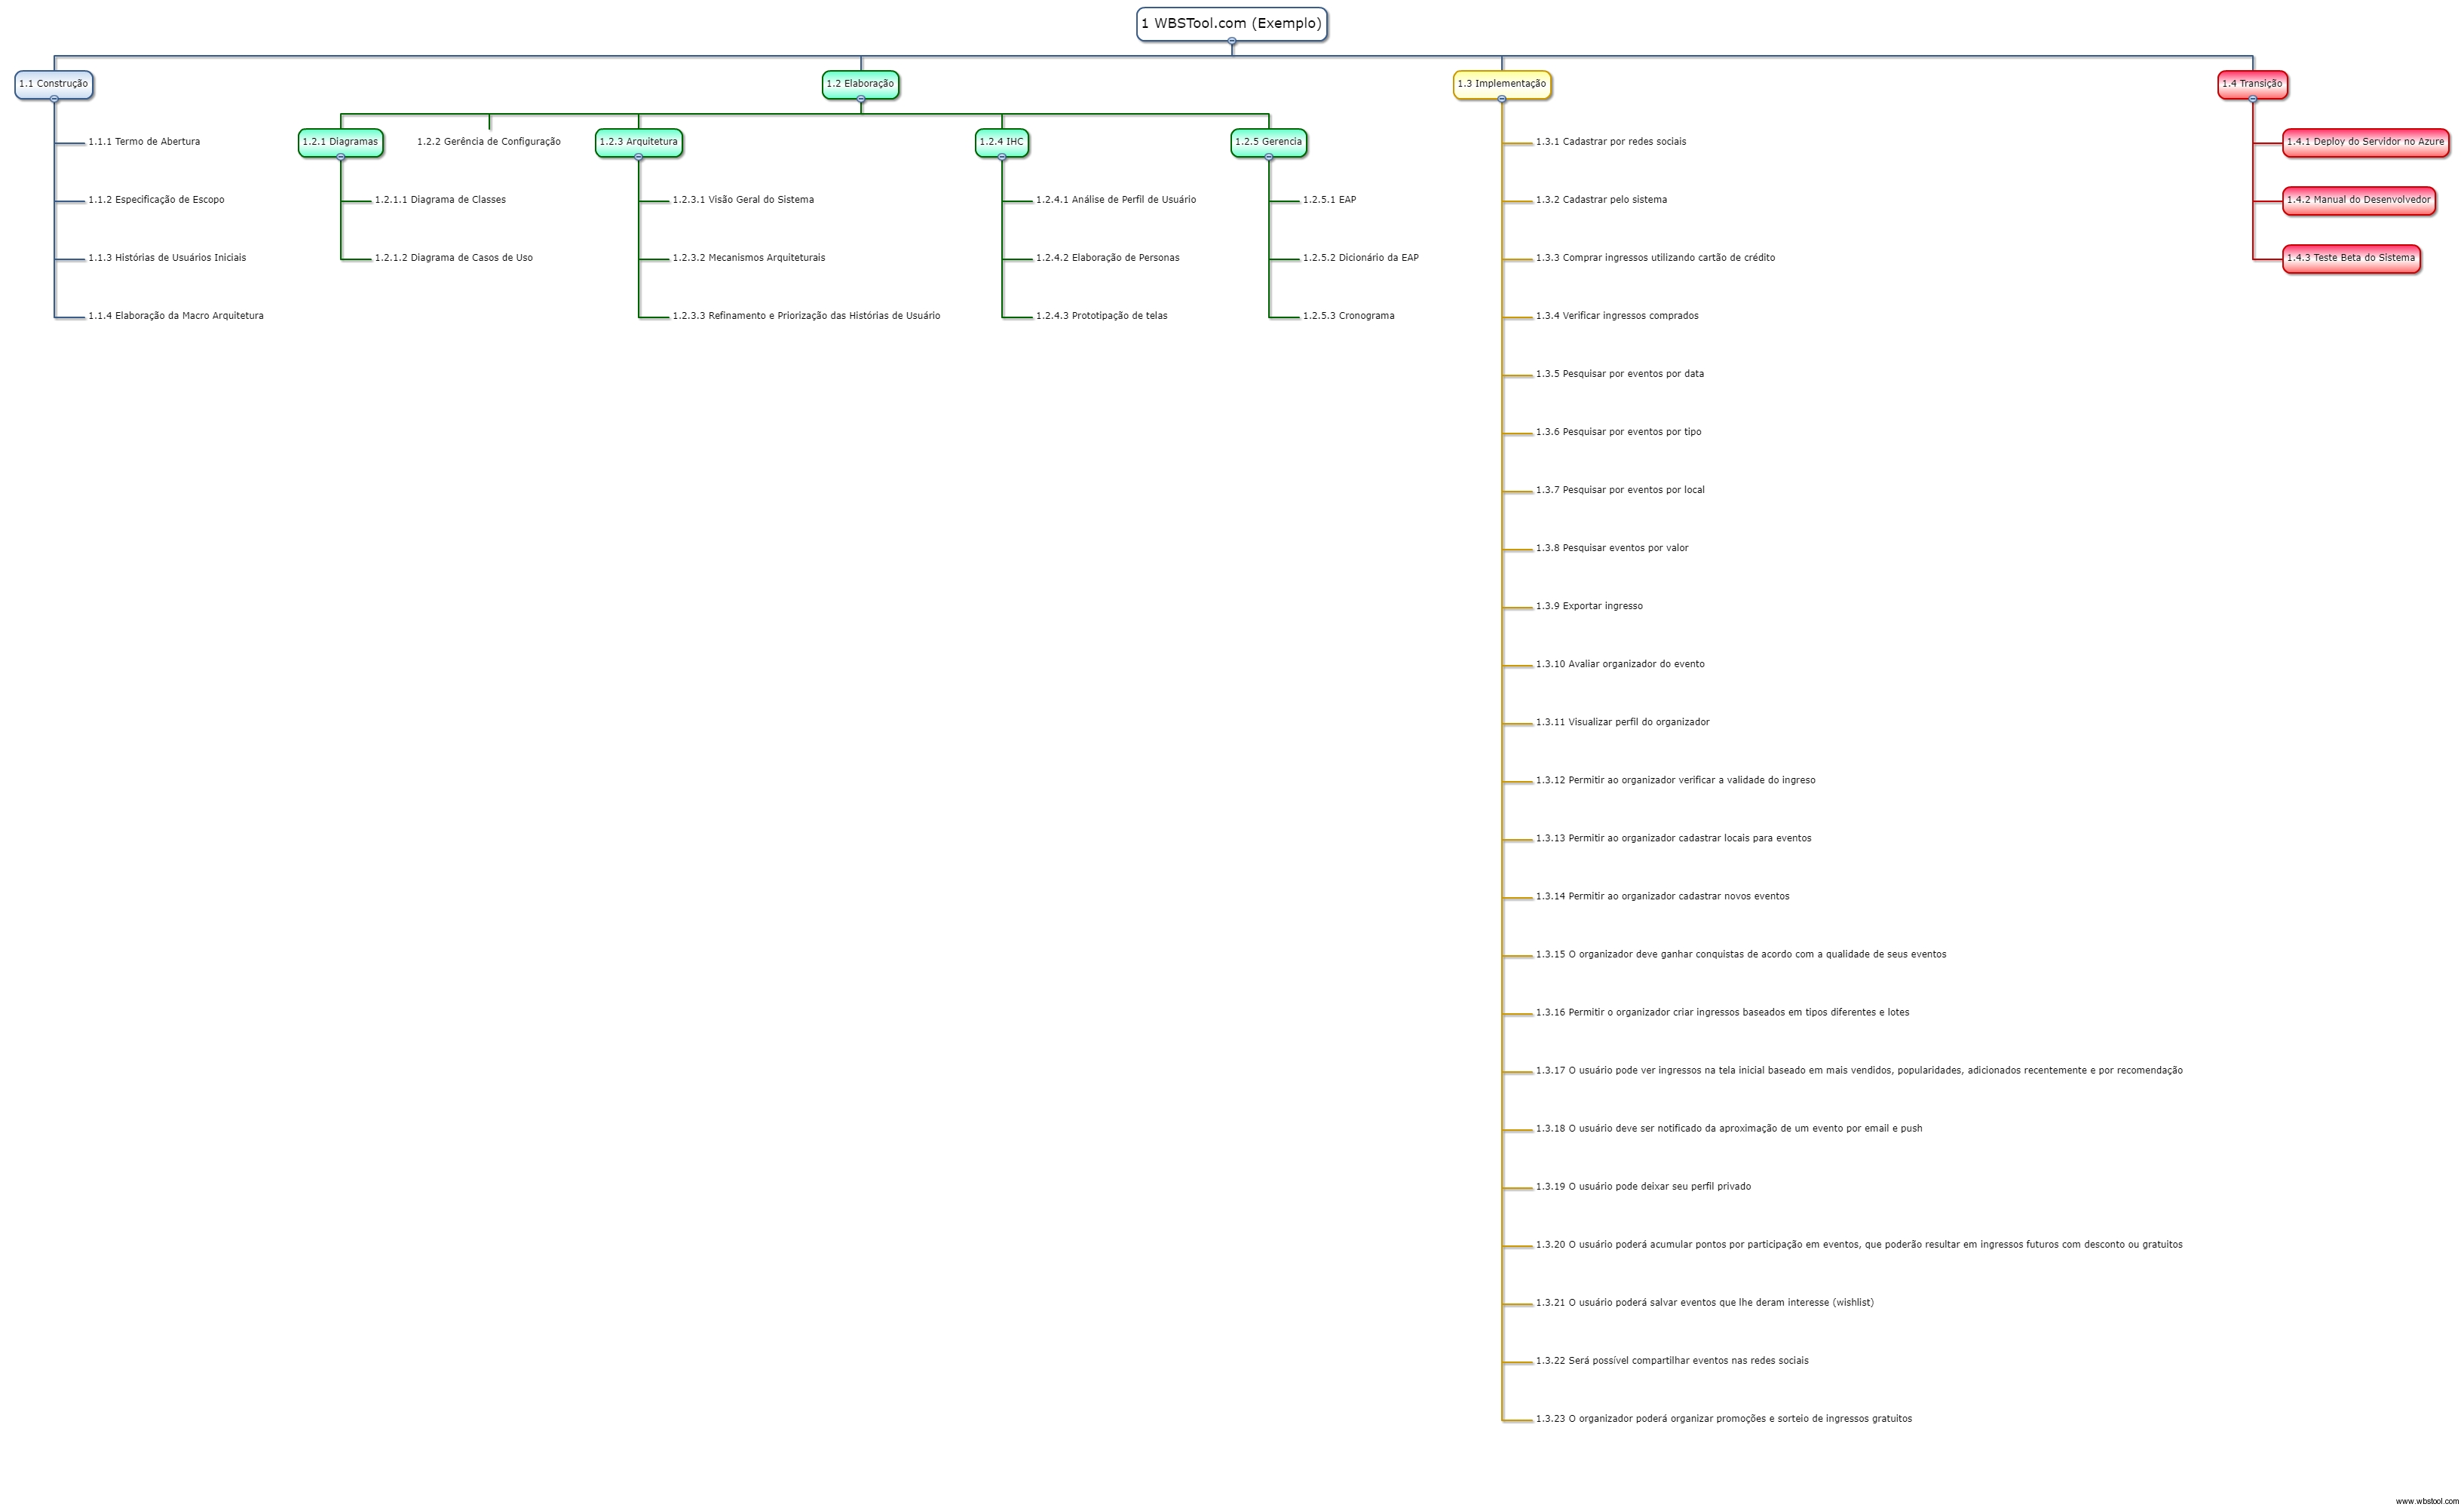 1 WBSTool.com (Exemplo)
1.1 Construção
1.1.1 Termo de Abertura
1.1.2 Especificação de Escopo
1.1.3 Histórias de Usuários Iniciais
1.1.4 Elaboração da Macro Arquitetura
1.2 Elaboração
1.2.1 Diagramas
1.2.1.1 Diagrama de Classes
1.2.1.2 Diagrama de Casos de Uso
1.2.2 Gerência de Configuração
1.2.3 Arquitetura
1.2.3.1 Visão Geral do Sistema
1.2.3.2 Mecanismos Arquiteturais
1.2.3.3 Refinamento e Priorização das Histórias de Usuário
1.2.4 IHC
1.2.4.1 Análise de Perfil de Usuário
1.2.4.2 Elaboração de Personas
1.2.4.3 Prototipação de telas
1.2.5 Gerencia
1.2.5.1 EAP
1.2.5.2 Dicionário da EAP
1.2.5.3 Cronograma
1.3 Implementação
1.3.1 Cadastrar por redes sociais
1.3.2 Cadastrar pelo sistema
1.3.3 Comprar ingressos utilizando cartão de crédito
1.3.4 Verificar ingressos comprados
1.3.5 Pesquisar por eventos por data
1.3.6 Pesquisar por eventos por tipo
1.3.7 Pesquisar por eventos por local
1.3.8 Pesquisar eventos por valor
1.3.9 Exportar ingresso
1.3.10 Avaliar organizador do evento
1.3.11 Visualizar perfil do organizador
1.3.12 Permitir ao organizador verificar a validade do ingreso
1.3.13 Permitir ao organizador cadastrar locais para eventos
1.3.14 Permitir ao organizador cadastrar novos eventos
1.3.15 O organizador deve ganhar conquistas de acordo com a qualidade de seus eventos
1.3.16 Permitir o organizador criar ingressos baseados em tipos diferentes e lotes
1.3.17 O usuário pode ver ingressos na tela inicial baseado em mais vendidos, popularidades, adicionados recentemente e por recomendação
1.3.18 O usuário deve ser notificado da aproximação de um evento por email e push
1.3.19 O usuário pode deixar seu perfil privado
1.3.20 O usuário poderá acumular pontos por participação em eventos, que poderão resultar em ingressos futuros com desconto ou gratuitos
1.3.21 O usuário poderá salvar eventos que lhe deram interesse (wishlist)
1.3.22 Será possível compartilhar eventos nas redes sociais
1.3.23 O organizador poderá organizar promoções e sorteio de ingressos gratuitos
1.4 Transição
1.4.1 Deploy do Servidor no Azure
1.4.2 Manual do Desenvolvedor
1.4.3 Teste Beta do Sistema
www.wbstool.com